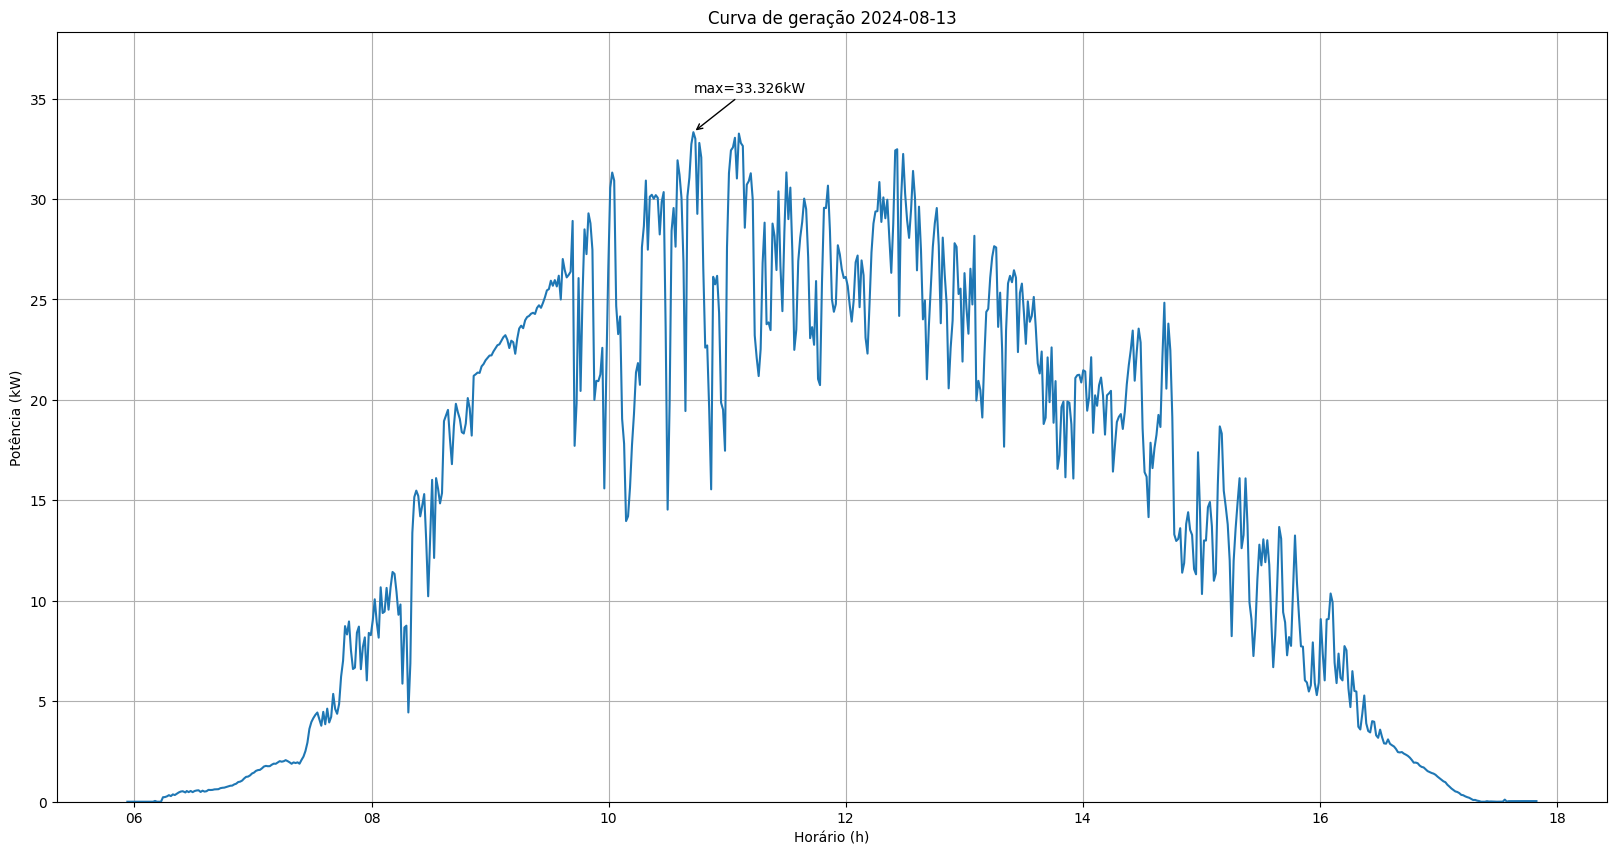 Curva de geração 2024-08-13
max=33.326kW
Potência (kW)
35
30
25
20
15
10
5
0
06 08 10 12 14 16 18
Horário (h)